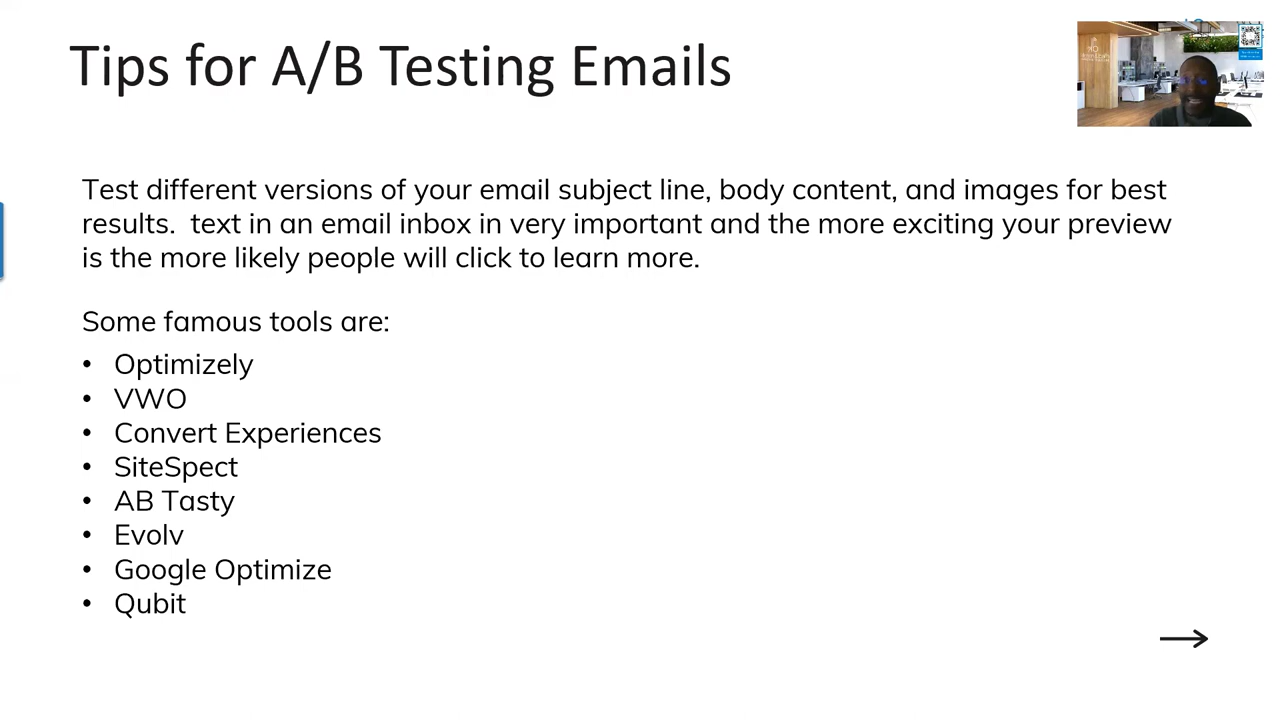 Tips for A/B Testing Emails
Test different versions of your email subject line, body content, and images for best
results.  text in an email inbox in very important and the more exciting your preview
is the more likely people will click to learn more.
Some famous tools are:
• Optimizely
• VWO
• Convert Experiences
• SiteSpect
• AB Tasty
• Evolv
• Google Optimize
• Qubit